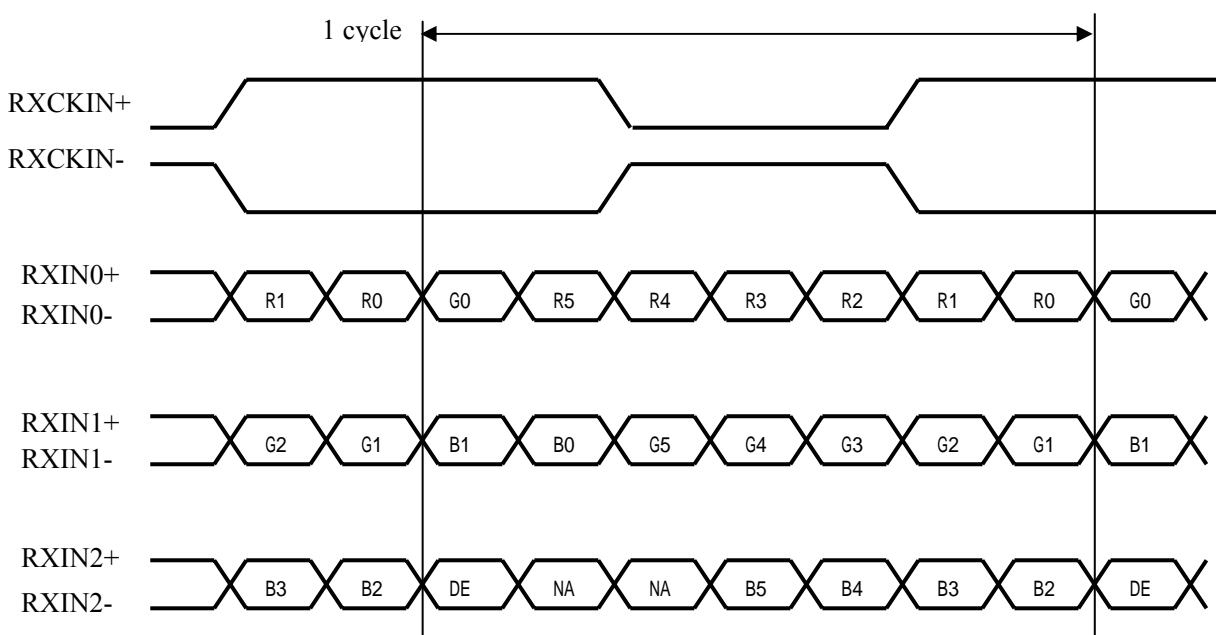 1 cycle
RXCKIN+
RXCKIN-
RXIN0+
RXIN0-
R1 R0 G0 R5 R4 R3 R2 R1 R0 G0
RXIN1+
RXIN1-
G2 G1 B1 B0 G5 G4 G3 G2 G1 B1
RXIN2+
RXIN2-
B3 B2 DE NA NA B5 B4 B3 B2 DE